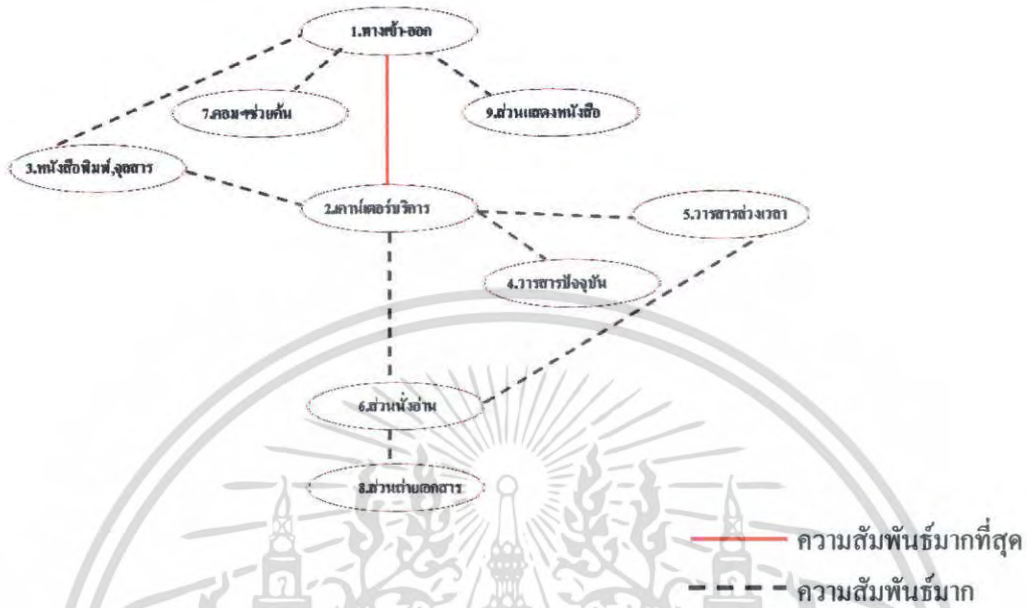 1.ทางเข้า-ออก
7.คอมฯช่วยค้น
9.ส่วนแสดงหนังสือ
3.หนังสือพิมพ์,จุลสาร
2.เคาน์เตอร์บริการ
5.วารสารล่วงเวลา
4.วารสารปัจจุบัน
6.ส่วนนั่งอ่าน
8.ส่วนถ่ายเอกสาร
ความสัมพันธ์มากที่สุด
ความสัมพันธ์มาก